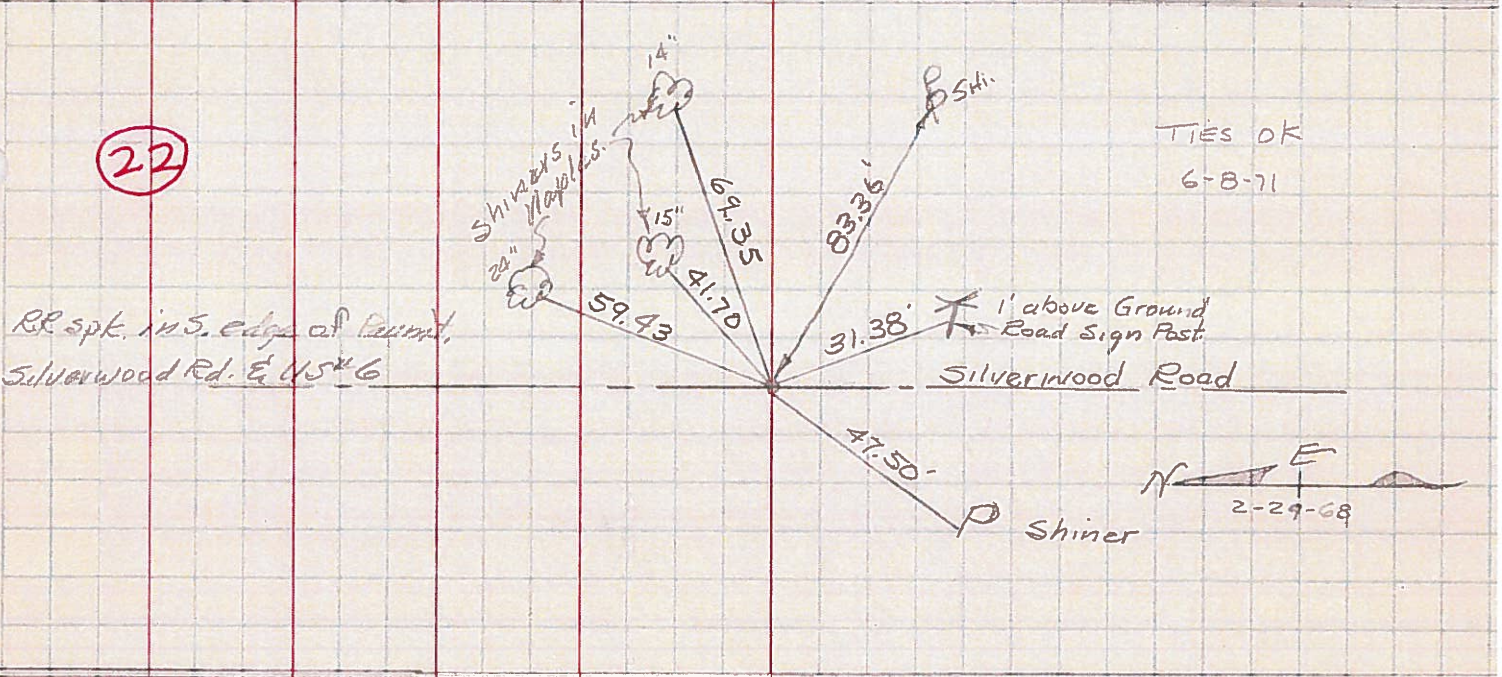 22
14"
SHI.
TIES OK
6-8-71
Shiners in
Maples.
15"
24"
69.35
83.36'
41.70
59.43
31.38'
1' above Ground
Road Sign Post.
RR spk. in S. edge of Pavmt.
Silverwood Rd. & US#6
Silverwood Road
47.50-
N E
2-29-68
P Shiner